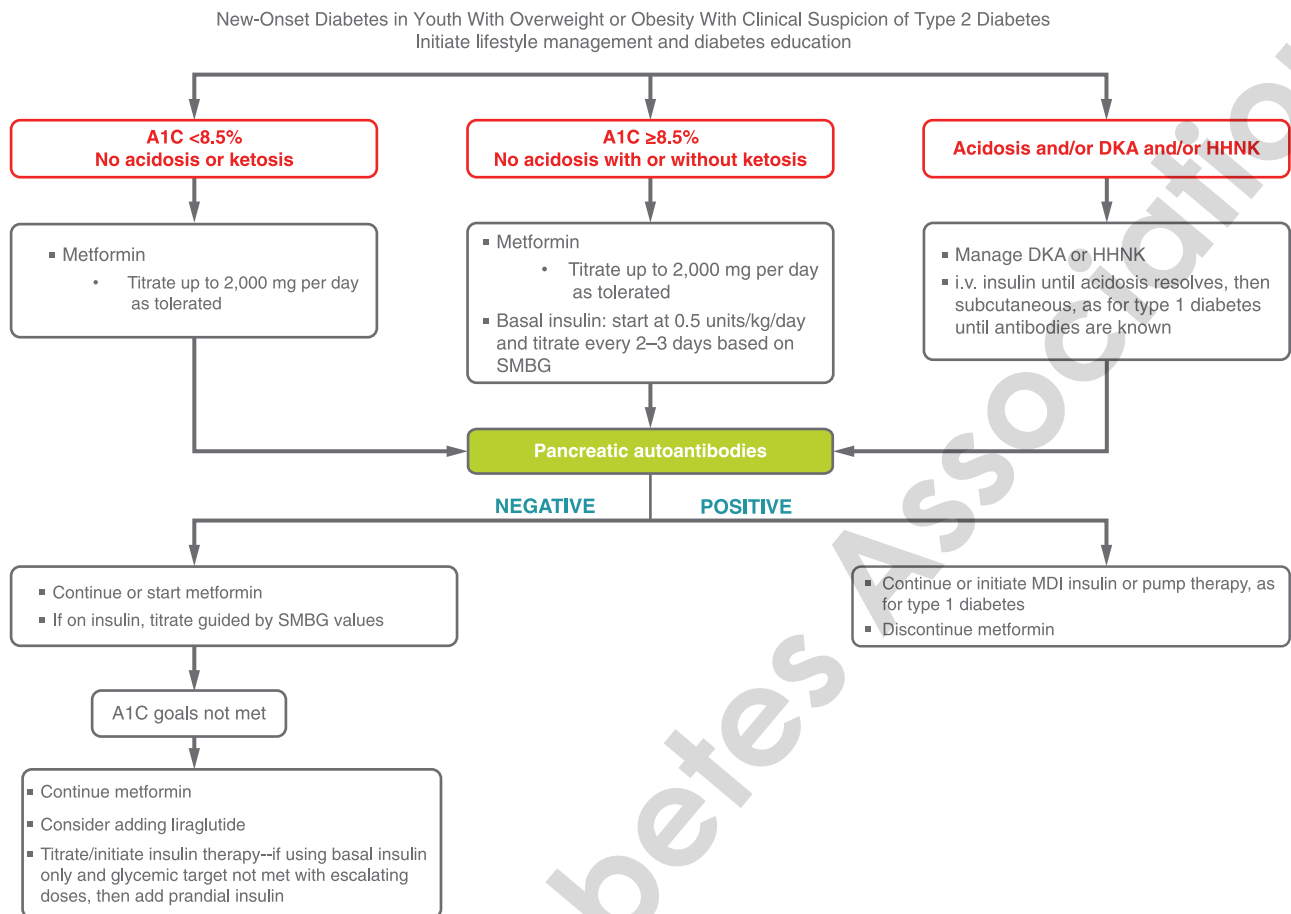 New-Onset Diabetes in Youth With Overweight or Obesity With Clinical Suspicion of Type 2 Diabetes
Initiate lifestyle management and diabetes education
A1C <8.5%
No acidosis or ketosis
A1C ≥8.5%
No acidosis with or without ketosis
Acidosis and/or DKA and/or HHNK
▪ Metformin
• Titrate up to 2,000 mg per day
as tolerated
▪ Metformin
• Titrate up to 2,000 mg per day
as tolerated
▪ Basal insulin: start at 0.5 units/kg/day
and titrate every 2–3 days based on
SMBG
▪ Manage DKA or HHNK
▪ i.v. insulin until acidosis resolves, then
subcutaneous, as for type 1 diabetes
until antibodies are known
Pancreatic autoantibodies
NEGATIVE
POSITIVE
▪ Continue or start metformin
▪ If on insulin, titrate guided by SMBG values
▪ Continue or initiate MDI insulin or pump therapy, as
for type 1 diabetes
▪ Discontinue metformin
A1C goals not met
▪ Continue metformin
▪ Consider adding liraglutide
▪ Titrate/initiate insulin therapy--if using basal insulin
only and glycemic target not met with escalating
doses, then add prandial insulin
betes Association